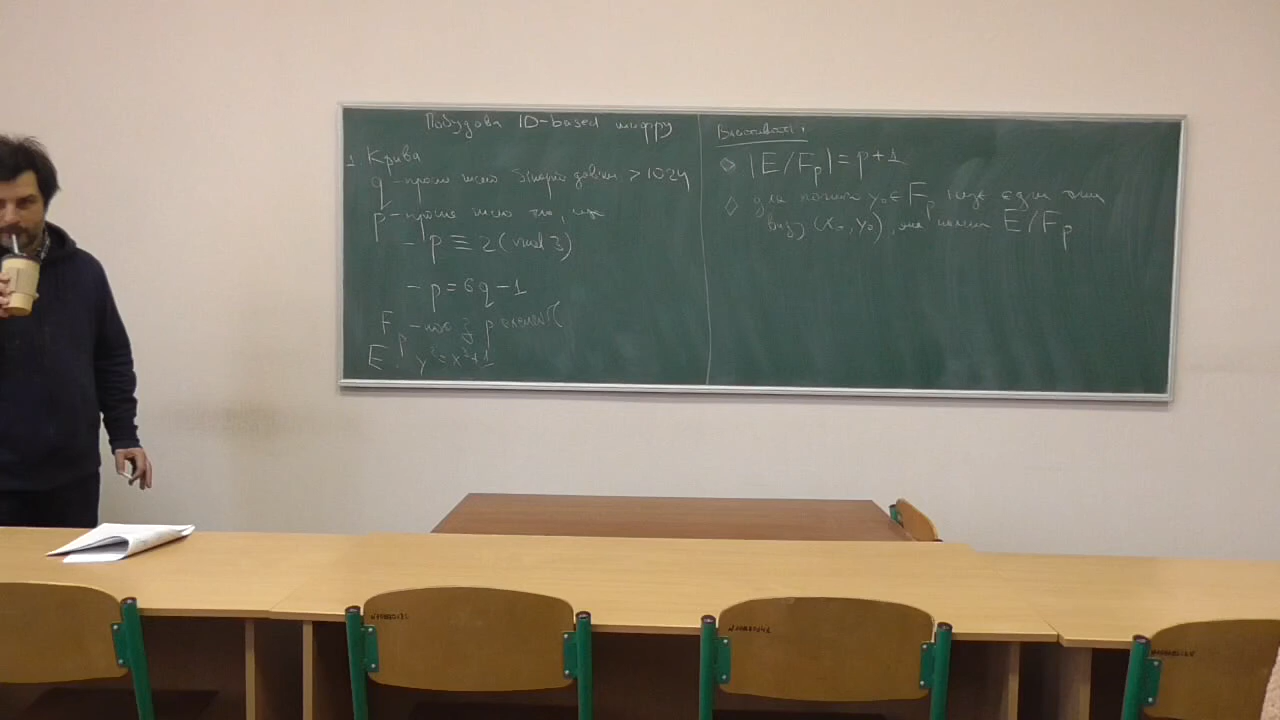 Побудова ID-based шифру
1 Крива
q - просте число бінарної довжини > 1024
p - просте число таке, що
- p ≡ 2 (mod 3)
- p = 6q - 1
F_p - поле з p елементів
E: y² = x³ + 1
Властивості:
◇ |E/F_p| = p + 1
◇ для кожного y₀ ∈ F_p існує єдина точка
виду (x₀, y₀), яка належить E/F_p